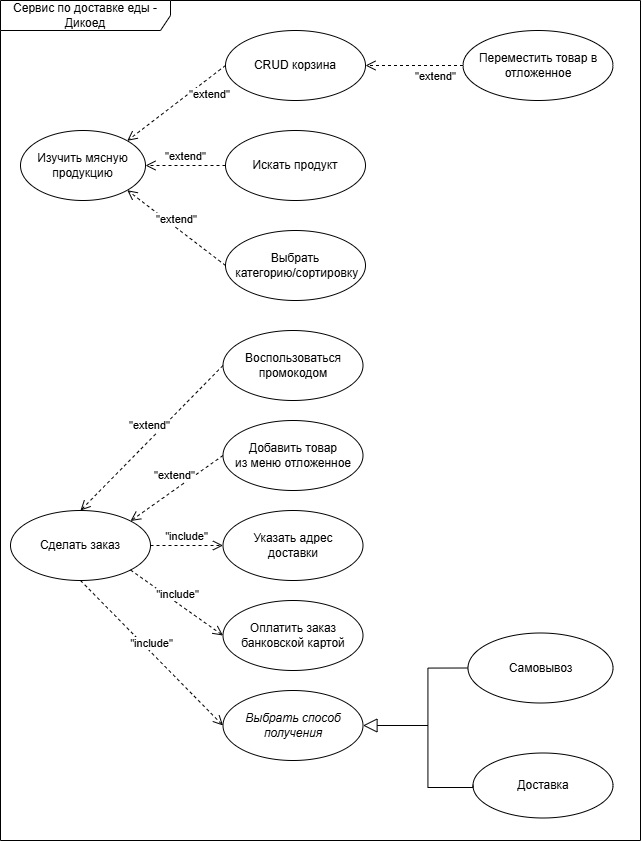 Сервис по доставке еды -
Дикоед
CRUD корзина
"extend"
Переместить товар в
отложенное
"extend"
Изучить мясную
продукцию
"extend"
Искать продукт
"extend"
Выбрать
категорию/сортировку
Воспользоваться
промокодом
"extend"
Добавить товар
из меню отложенное
"extend"
Сделать заказ
"include"
Указать адрес
доставки
"include"
Оплатить заказ
банковской картой
"include"
Выбрать способ
получения
Самовывоз
Доставка